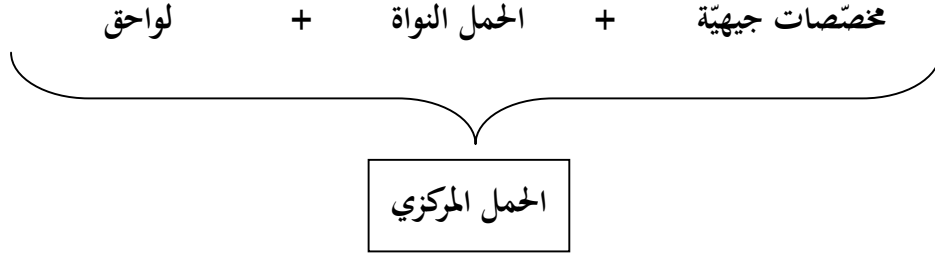 مخصّصات جيهيّة + الحمل النواة + لواحق
الحمل المركزي